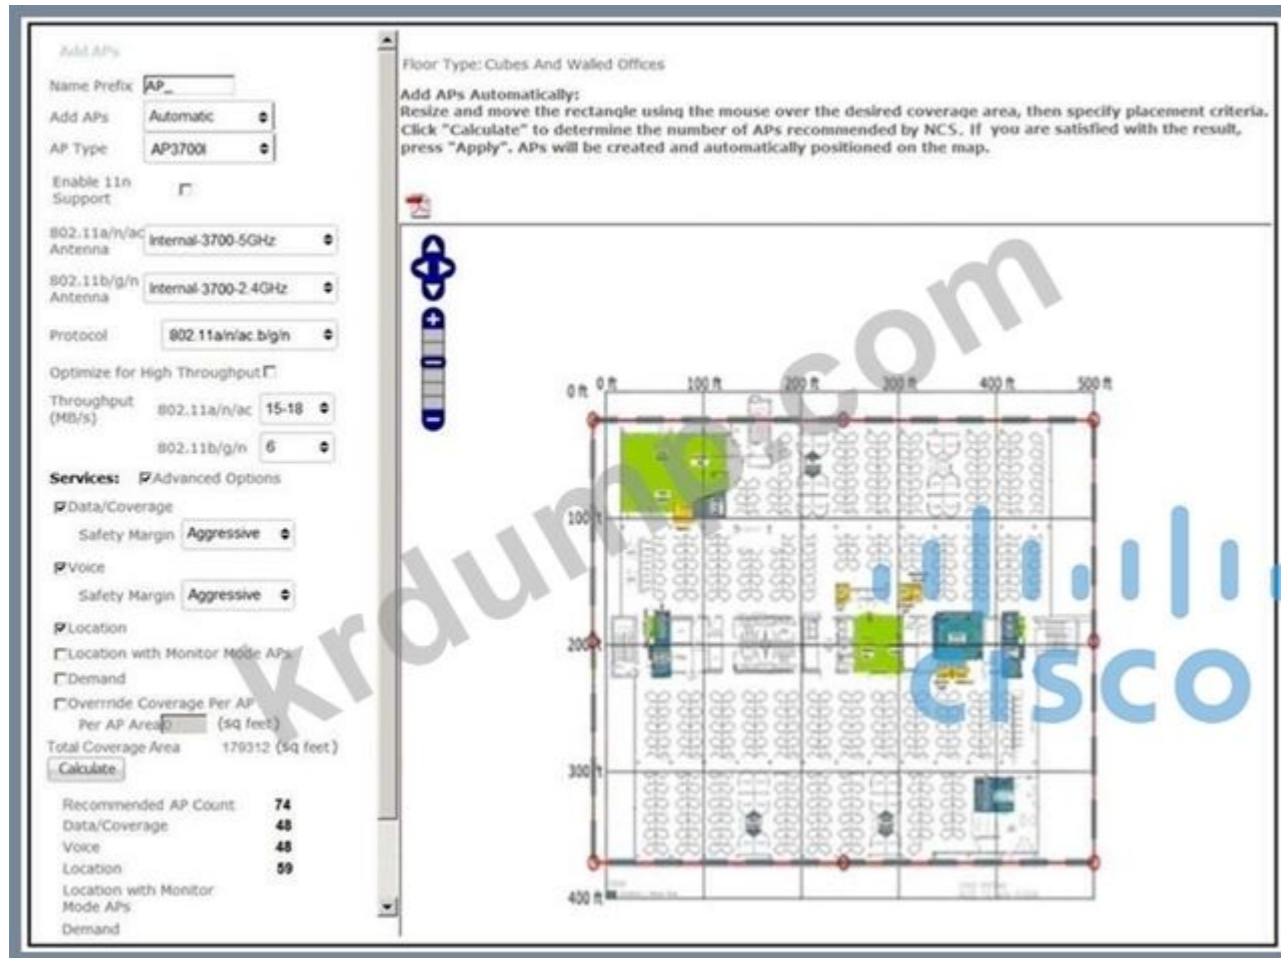 Add APs
Name Prefix AP_
Add APs Automatic
AP Type AP3700I
Enable 11n
Support
802.11a/n/ac
Antenna
Internal-3700-5GHz
802.11b/g/n
Antenna
Internal-3700-2.4GHz
Protocol 802.11a/n/ac.b/g/n
Optimize for High Throughput
Throughput
(MB/s)
802.11a/n/ac 15-18
802.11b/g/n 6
Services: Advanced Options
Data/Coverage
Safety Margin Aggressive
Voice
Safety Margin Aggressive
Location
Location with Monitor Mode APs
Demand
Overrride Coverage Per AP
Per AP Area (sq feet)
Total Coverage Area 179312 (sq feet)
Calculate
Recommended AP Count 74
Data/Coverage 48
Voice 48
Location 59
Location with Monitor
Mode APs
Demand
Floor Type: Cubes And Walled Offices
Add APs Automatically:
Resize and move the rectangle using the mouse over the desired coverage area, then specify placement criteria.
Click "Calculate" to determine the number of APs recommended by NCS. If you are satisfied with the result,
press "Apply". APs will be created and automatically positioned on the map.
0 ft 100 ft 200 ft 300 ft 400 ft 500 ft
0 ft
100 ft
200 ft
300 ft
400 ft
krdump.com
cisco